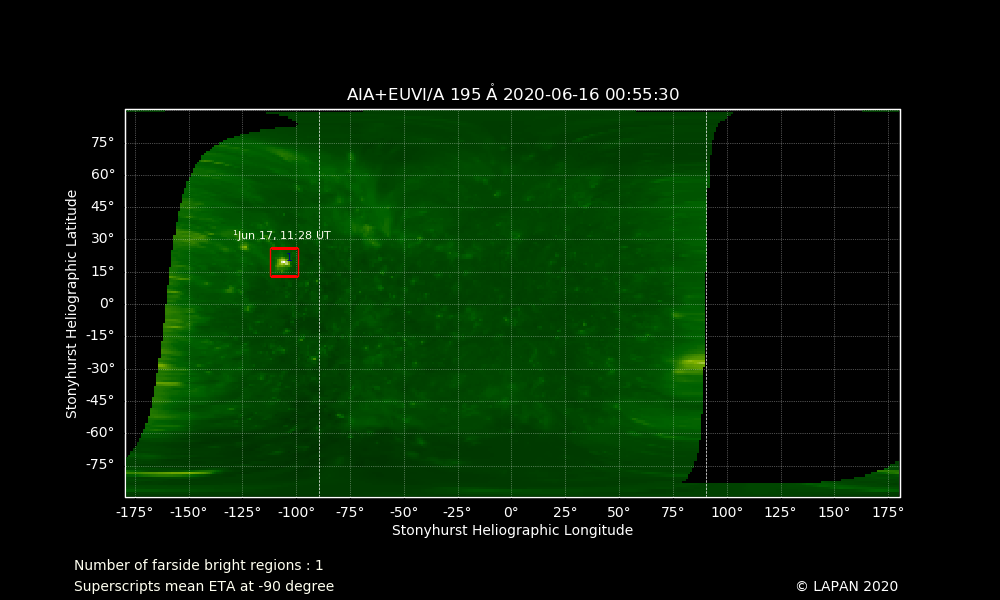 AIA+EUVI/A 195 Å 2020-06-16 00:55:30
Stonyhurst Heliographic Latitude
75°
60°
45°
30°
15°
0°
-15°
-30°
-45°
-60°
-75°
¹Jun 17, 11:28 UT
-175° -150° -125° -100° -75° -50° -25° 0° 25° 50° 75° 100° 125° 150° 175°
Stonyhurst Heliographic Longitude
Number of farside bright regions : 1
Superscripts mean ETA at -90 degree
© LAPAN 2020